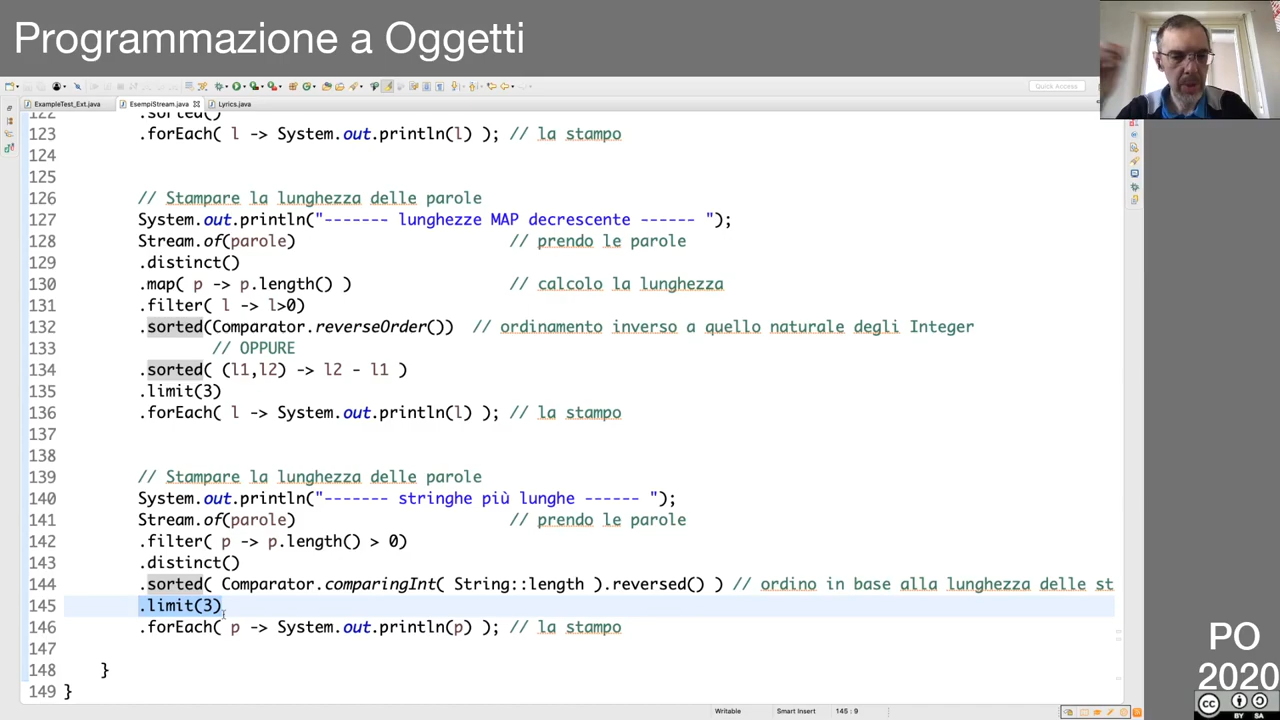 Programmazione a Oggetti
Quick Access
ExampleTest_Ext.java
EsempiStream.java
Lyrics.java
122 .sorted()
123 .forEach( l -> System.out.println(l) ); // la stampo
124
125
126 // Stampare la lunghezza delle parole
127 System.out.println("------- lunghezze MAP decrescente ------ ");
128 Stream.of(parole) // prendo le parole
129 .distinct()
130 .map( p -> p.length() ) // calcolo la lunghezza
131 .filter( l -> l>0)
132 .sorted(Comparator.reverseOrder()) // ordinamento inverso a quello naturale degli Integer
133 // OPPURE
134 .sorted( (l1,l2) -> l2 - l1 )
135 .limit(3)
136 .forEach( l -> System.out.println(l) ); // la stampo
137
138
139 // Stampare la lunghezza delle parole
140 System.out.println("------- stringhe più lunghe ------ ");
141 Stream.of(parole) // prendo le parole
142 .filter( p -> p.length() > 0)
143 .distinct()
144 .sorted( Comparator.comparingInt( String::length ).reversed() ) // ordino in base alla lunghezza delle st
145 .limit(3)
146 .forEach( p -> System.out.println(p) ); // la stampo
147
148 }
149 }
PO
2020
Writable
Smart Insert
145 : 9
CC
BY SA